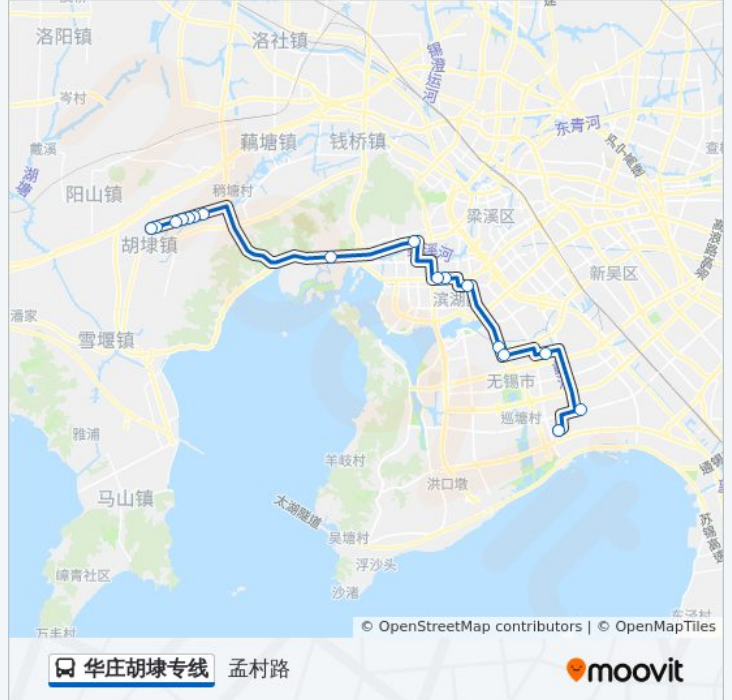 洛阳镇
洛社镇
锡澄运河
岑村
东青河
藕塘镇
钱桥镇
戴溪
湖塘
阳山镇
稍塘村
梁溪区
胡埭镇
溪河
新吴区
滨湖
潘家
雪堰镇
无锡市
巡塘村
雅浦
羊岐村
马山镇
洪口墩
太湖隧道
吴塘村
浮沙头
嶂青社区
沙渚
© OpenStreetMap contributors | © OpenMapTiles
华庄胡埭专线 孟村路
moovit